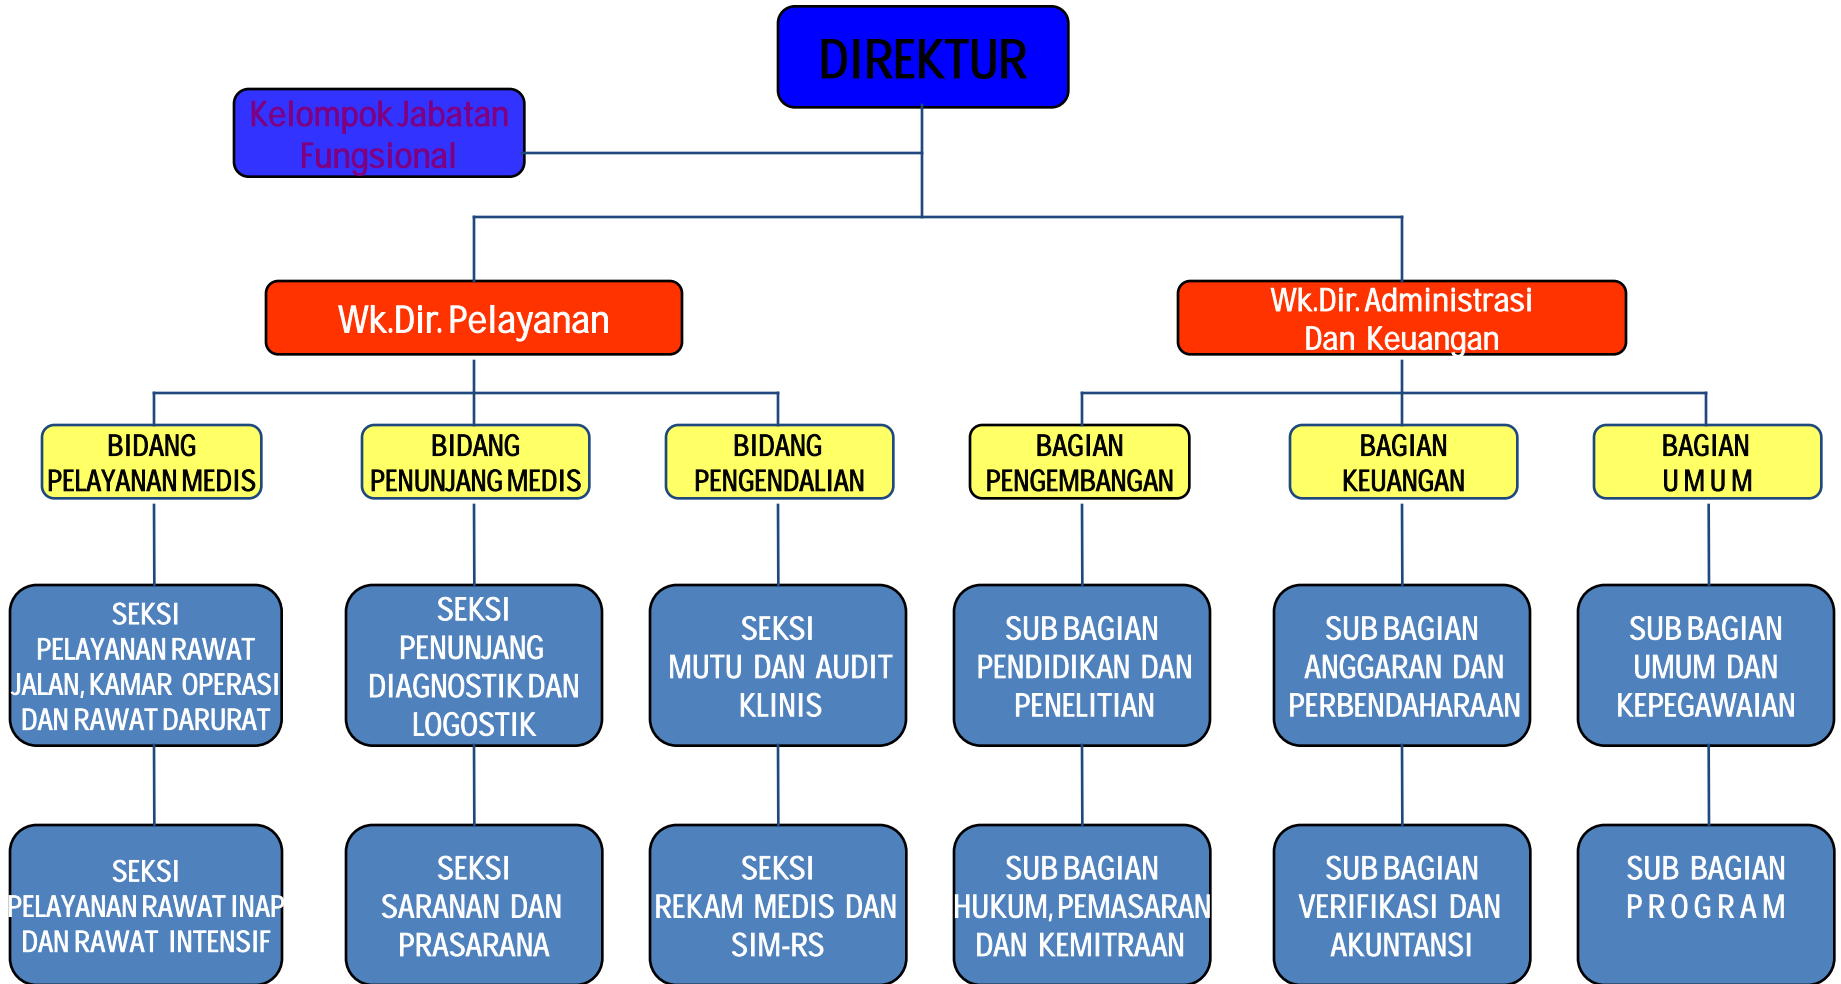 DIREKTUR
Kelompok Jabatan
Fungsional
Wk.Dir. Pelayanan
Wk.Dir. Administrasi
Dan Keuangan
BIDANG
PELAYANAN MEDIS
BIDANG
PENUNJANG MEDIS
BIDANG
PENGENDALIAN
BAGIAN
PENGEMBANGAN
BAGIAN
KEUANGAN
BAGIAN
U M U M
SEKSI
PELAYANAN RAWAT
JALAN, KAMAR OPERASI
DAN RAWAT DARURAT
SEKSI
PENUNJANG
DIAGNOSTIK DAN
LOGOSTIK
SEKSI
MUTU DAN AUDIT
KLINIS
SUB BAGIAN
PENDIDIKAN DAN
PENELITIAN
SUB BAGIAN
ANGGARAN DAN
PERBENDAHARAAN
SUB BAGIAN
UMUM DAN
KEPEGAWAIAN
SEKSI
PELAYANAN RAWAT INAP
DAN RAWAT INTENSIF
SEKSI
SARANAN DAN
PRASARANA
SEKSI
REKAM MEDIS DAN
SIM-RS
SUB BAGIAN
HUKUM, PEMASARAN
DAN KEMITRAAN
SUB BAGIAN
VERIFIKASI DAN
AKUNTANSI
SUB BAGIAN
P R O G R A M